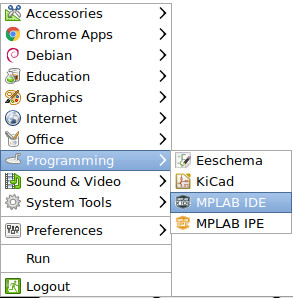 Accessories
Chrome Apps
Debian
Education
Graphics
Internet
Office
Programming
Sound & Video
System Tools
Preferences
Run
Logout
Eeschema
KiCad
MPLAB IDE
MPLAB IPE